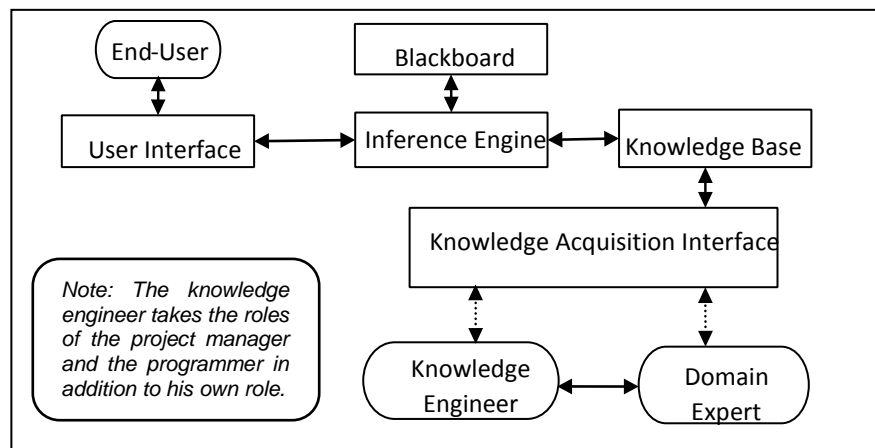 End-User
Blackboard
User Interface
Inference Engine
Knowledge Base
Knowledge Acquisition Interface
Note: The knowledge
engineer takes the roles
of the project manager
and the programmer in
addition to his own role.
Knowledge
Engineer
Domain
Expert